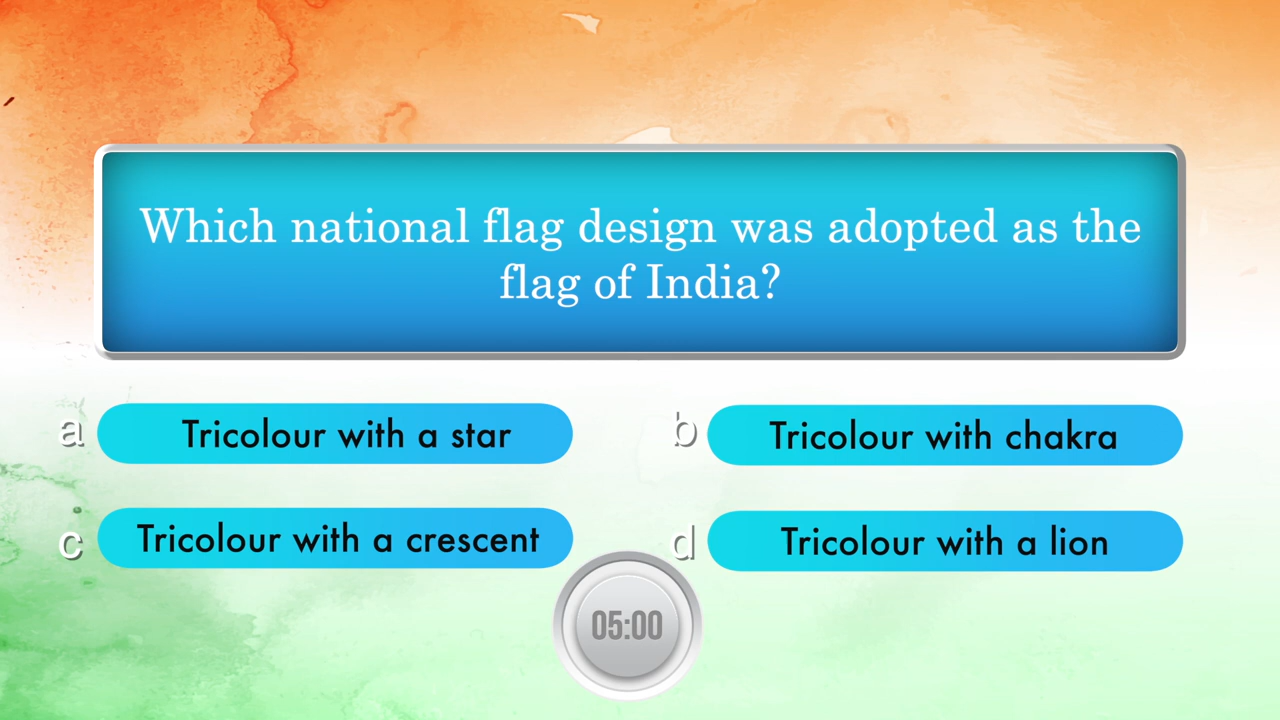 Which national flag design was adopted as the
flag of India?
a Tricolour with a star
b Tricolour with chakra
c Tricolour with a crescent
d Tricolour with a lion
05:00